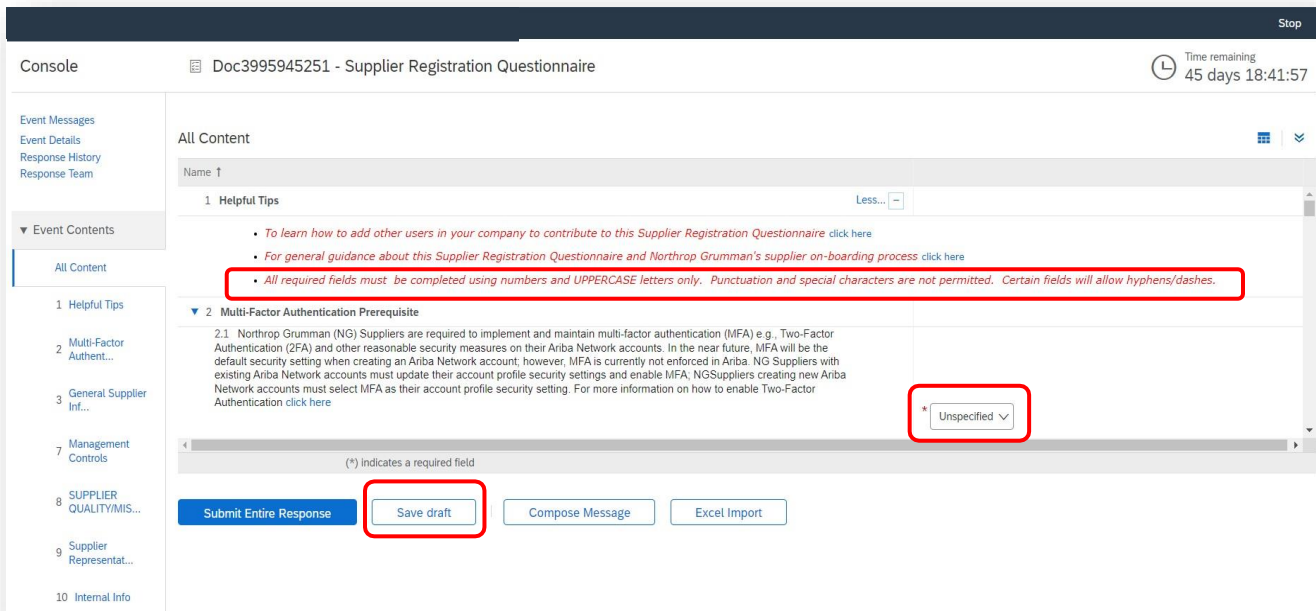 Stop
Console
Doc3995945251 - Supplier Registration Questionnaire
Time remaining
45 days 18:41:57
Event Messages
Event Details
Response History
Response Team
▼ Event Contents
All Content
1 Helpful Tips
2 Multi-Factor
Authent...
3 General Supplier
Inf...
7 Management
Controls
8 SUPPLIER
QUALITY/MIS...
9 Supplier
Representat...
10 Internal Info
All Content
Name ↑
1 Helpful Tips
Less... −
• To learn how to add other users in your company to contribute to this Supplier Registration Questionnaire click here
• For general guidance about this Supplier Registration Questionnaire and Northrop Grumman's supplier on-boarding process click here
• All required fields must be completed using numbers and UPPERCASE letters only. Punctuation and special characters are not permitted. Certain fields will allow hyphens/dashes.
▼ 2 Multi-Factor Authentication Prerequisite
2.1 Northrop Grumman (NG) Suppliers are required to implement and maintain multi-factor authentication (MFA) e.g., Two-Factor
Authentication (2FA) and other reasonable security measures on their Ariba Network accounts. In the near future, MFA will be the
default security setting when creating an Ariba Network account; however, MFA is currently not enforced in Ariba. NG Suppliers with
existing Ariba Network accounts must update their account profile security settings and enable MFA; NGSuppliers creating new Ariba
Network accounts must select MFA as their account profile security setting. For more information on how to enable Two-Factor
Authentication click here
* Unspecified
(*) indicates a required field
Submit Entire Response
Save draft
Compose Message
Excel Import